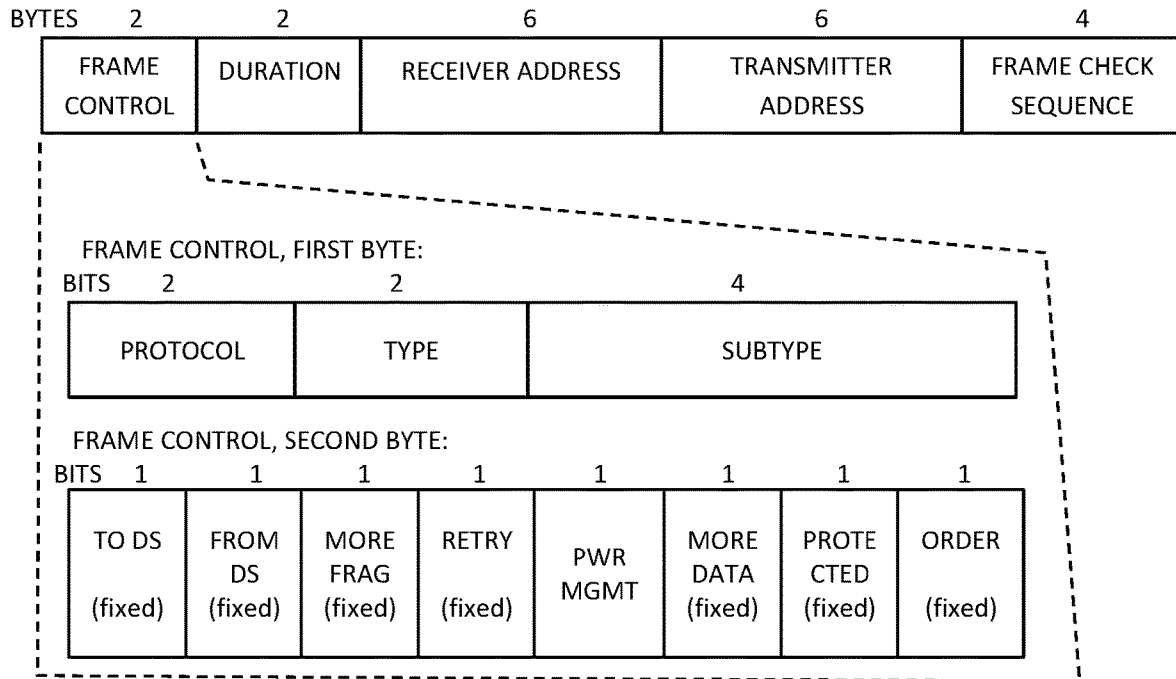 BYTES 2 2 6 6 4
FRAME CONTROL DURATION RECEIVER ADDRESS TRANSMITTER ADDRESS FRAME CHECK SEQUENCE
FRAME CONTROL, FIRST BYTE:
BITS 2 2 4
PROTOCOL TYPE SUBTYPE
FRAME CONTROL, SECOND BYTE:
BITS 1 1 1 1 1 1 1 1
TO DS (fixed) FROM DS (fixed) MORE FRAG (fixed) RETRY (fixed) PWR MGMT MORE DATA (fixed) PROTE CTED (fixed) ORDER (fixed)